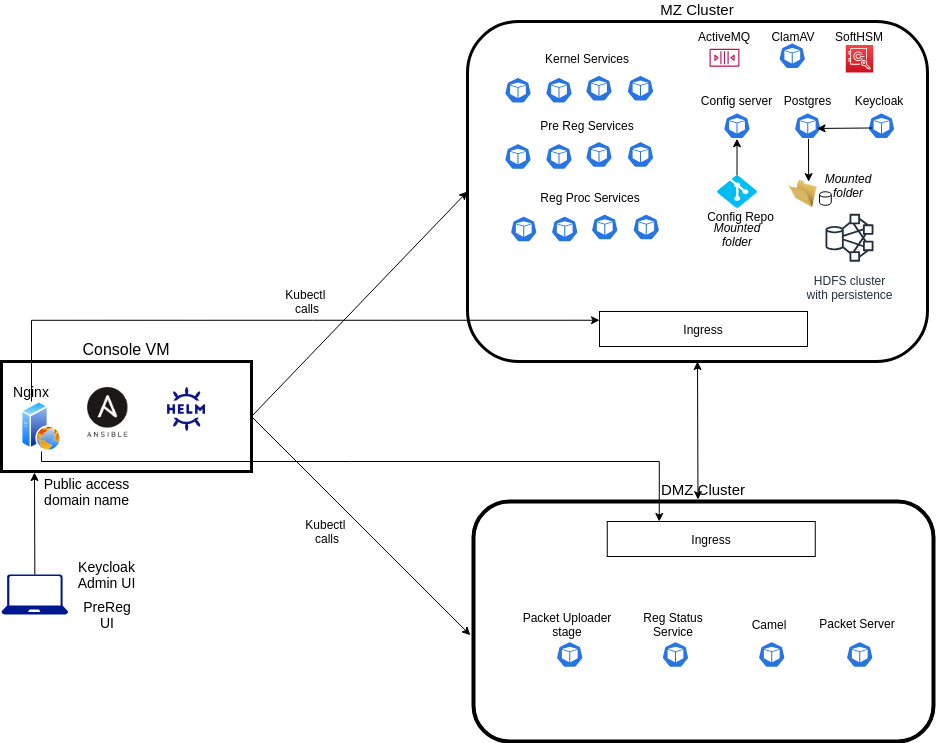 MZ Cluster
ActiveMQ
ClamAV
SoftHSM
Kernel Services
Config server
Postgres
Keycloak
Pre Reg Services
Mounted
folder
Reg Proc Services
Config Repo
Mounted
folder
HDFS cluster
with persistence
Kubectl
calls
Ingress
Console VM
Nginx
ANSIBLE
HELM
Public access
domain name
DMZ Cluster
Kubectl
calls
Ingress
Keycloak
Admin UI
PreReg
UI
Packet Uploader
stage
Reg Status
Service
Camel
Packet Server